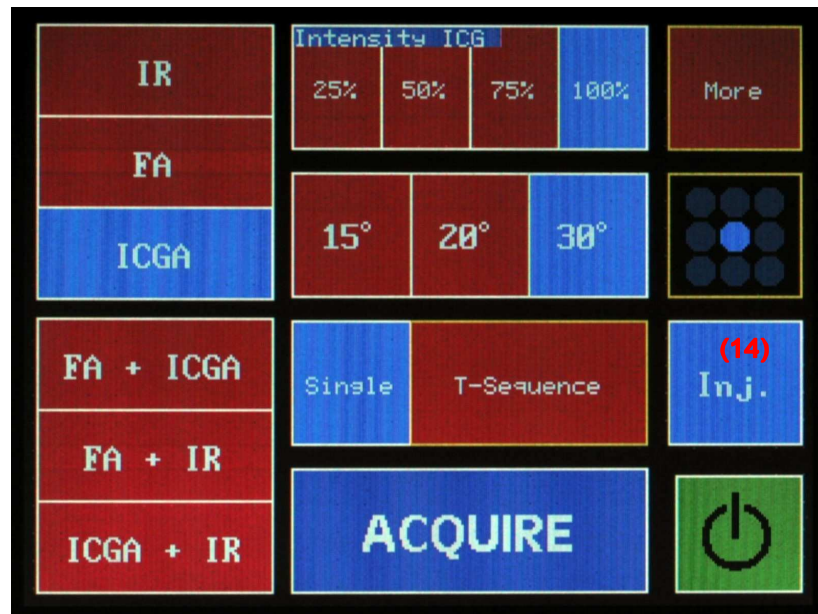 IR
FA
ICGA
FA + ICGA
FA + IR
ICGA + IR
Intensity ICG
25% 50% 75% 100%
15° 20° 30°
Single T-Sequence
ACQUIRE
More
(14)
Inj.